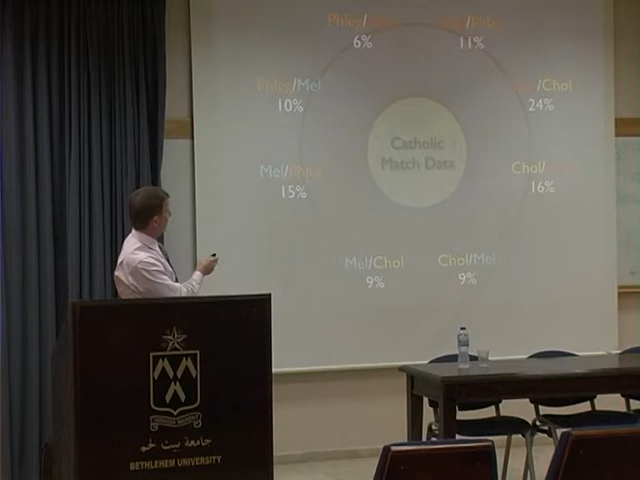 Phleg/
6%
/Phleg
11%
Phleg/Mel
10%
/Chol
24%
Catholic
Match Data
Mel/Phleg
15%
Chol/
16%
Mel/Chol
9%
Chol/Mel
9%
جامعة بيت لحم
BETHLEHEM UNIVERSITY